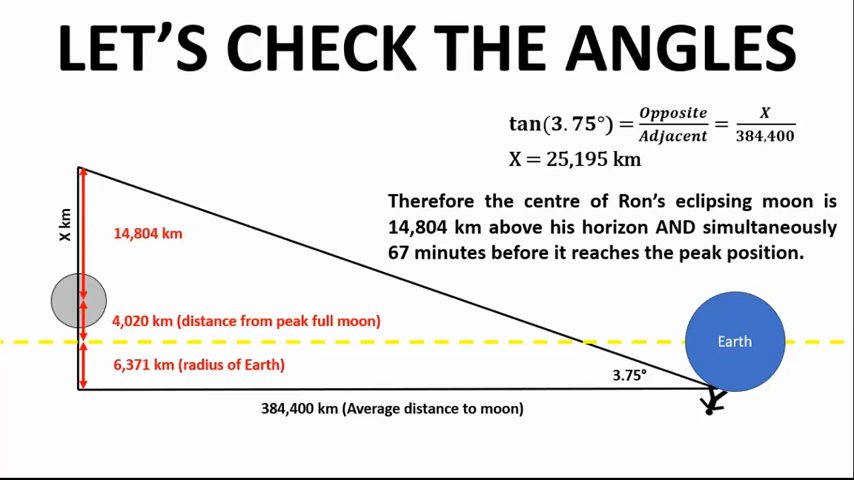 LET'S CHECK THE ANGLES
tan(3.75°) = Opposite / Adjacent = X / 384,400
X = 25,195 km
Therefore the centre of Ron's eclipsing moon is
14,804 km above his horizon AND simultaneously
67 minutes before it reaches the peak position.
X km
14,804 km
4,020 km (distance from peak full moon)
Earth
6,371 km (radius of Earth)
3.75°
384,400 km (Average distance to moon)